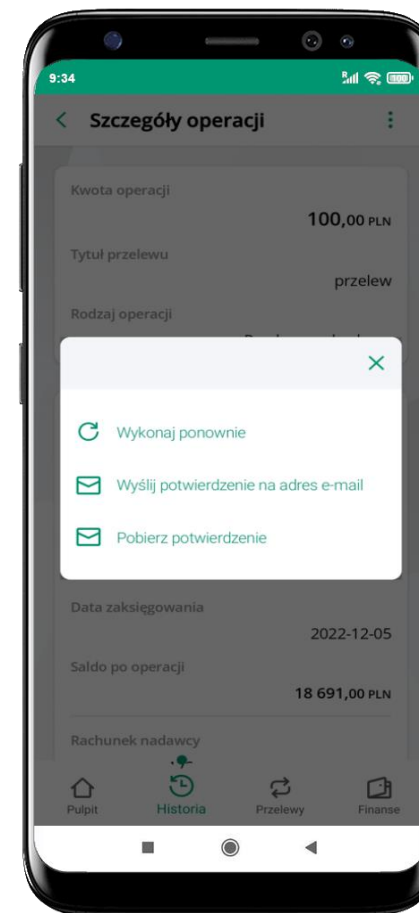 9:34
Szczegóły operacji
Kwota operacji
100,00 PLN
Tytuł przelewu
przelew
Rodzaj operacji
Wykonaj ponownie
Wyślij potwierdzenie na adres e-mail
Pobierz potwierdzenie
Data zaksięgowania
2022-12-05
Saldo po operacji
18 691,00 PLN
Rachunek nadawcy
Pulpit Historia Przelewy Finanse